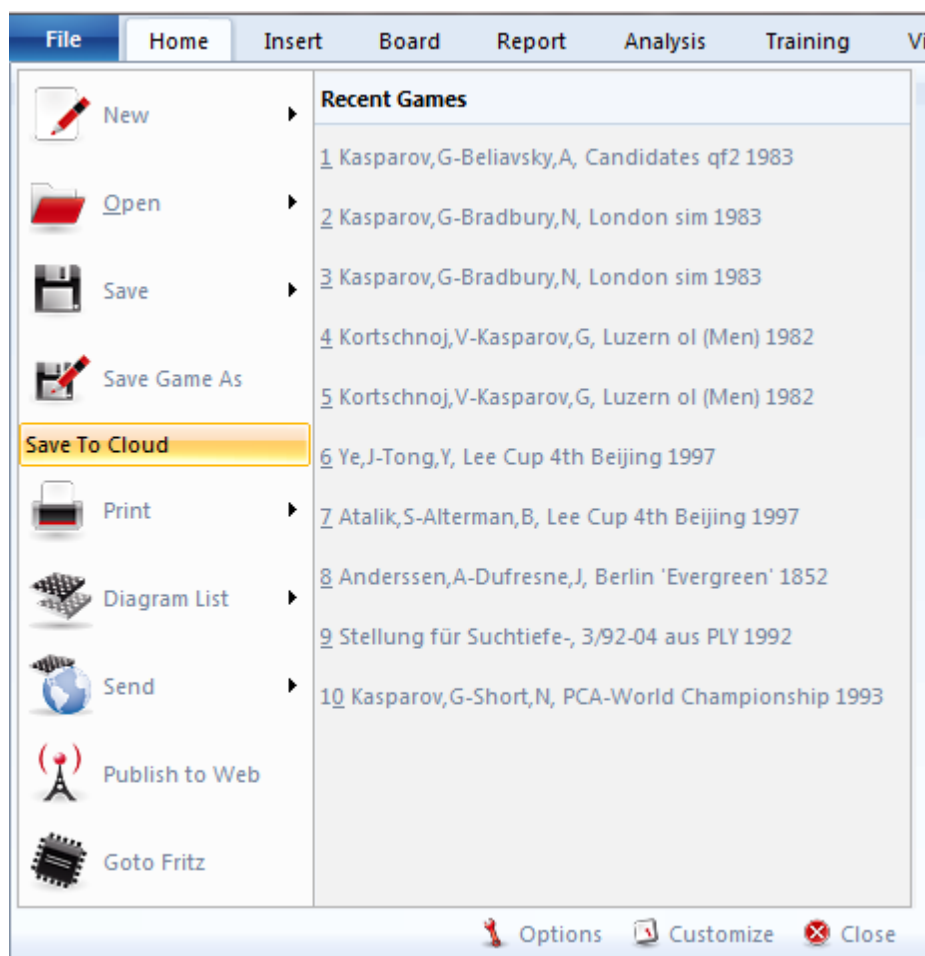 File Home Insert Board Report Analysis Training Vi
New
Open
Save
Save Game As
Save To Cloud
Print
Diagram List
Send
Publish to Web
Goto Fritz
Recent Games
1 Kasparov,G-Beliavsky,A, Candidates qf2 1983
2 Kasparov,G-Bradbury,N, London sim 1983
3 Kasparov,G-Bradbury,N, London sim 1983
4 Kortschnoj,V-Kasparov,G, Luzern ol (Men) 1982
5 Kortschnoj,V-Kasparov,G, Luzern ol (Men) 1982
6 Ye,J-Tong,Y, Lee Cup 4th Beijing 1997
7 Atalik,S-Alterman,B, Lee Cup 4th Beijing 1997
8 Anderssen,A-Dufresne,J, Berlin 'Evergreen' 1852
9 Stellung für Suchtiefe-, 3/92-04 aus PLY 1992
10 Kasparov,G-Short,N, PCA-World Championship 1993
Options Customize Close